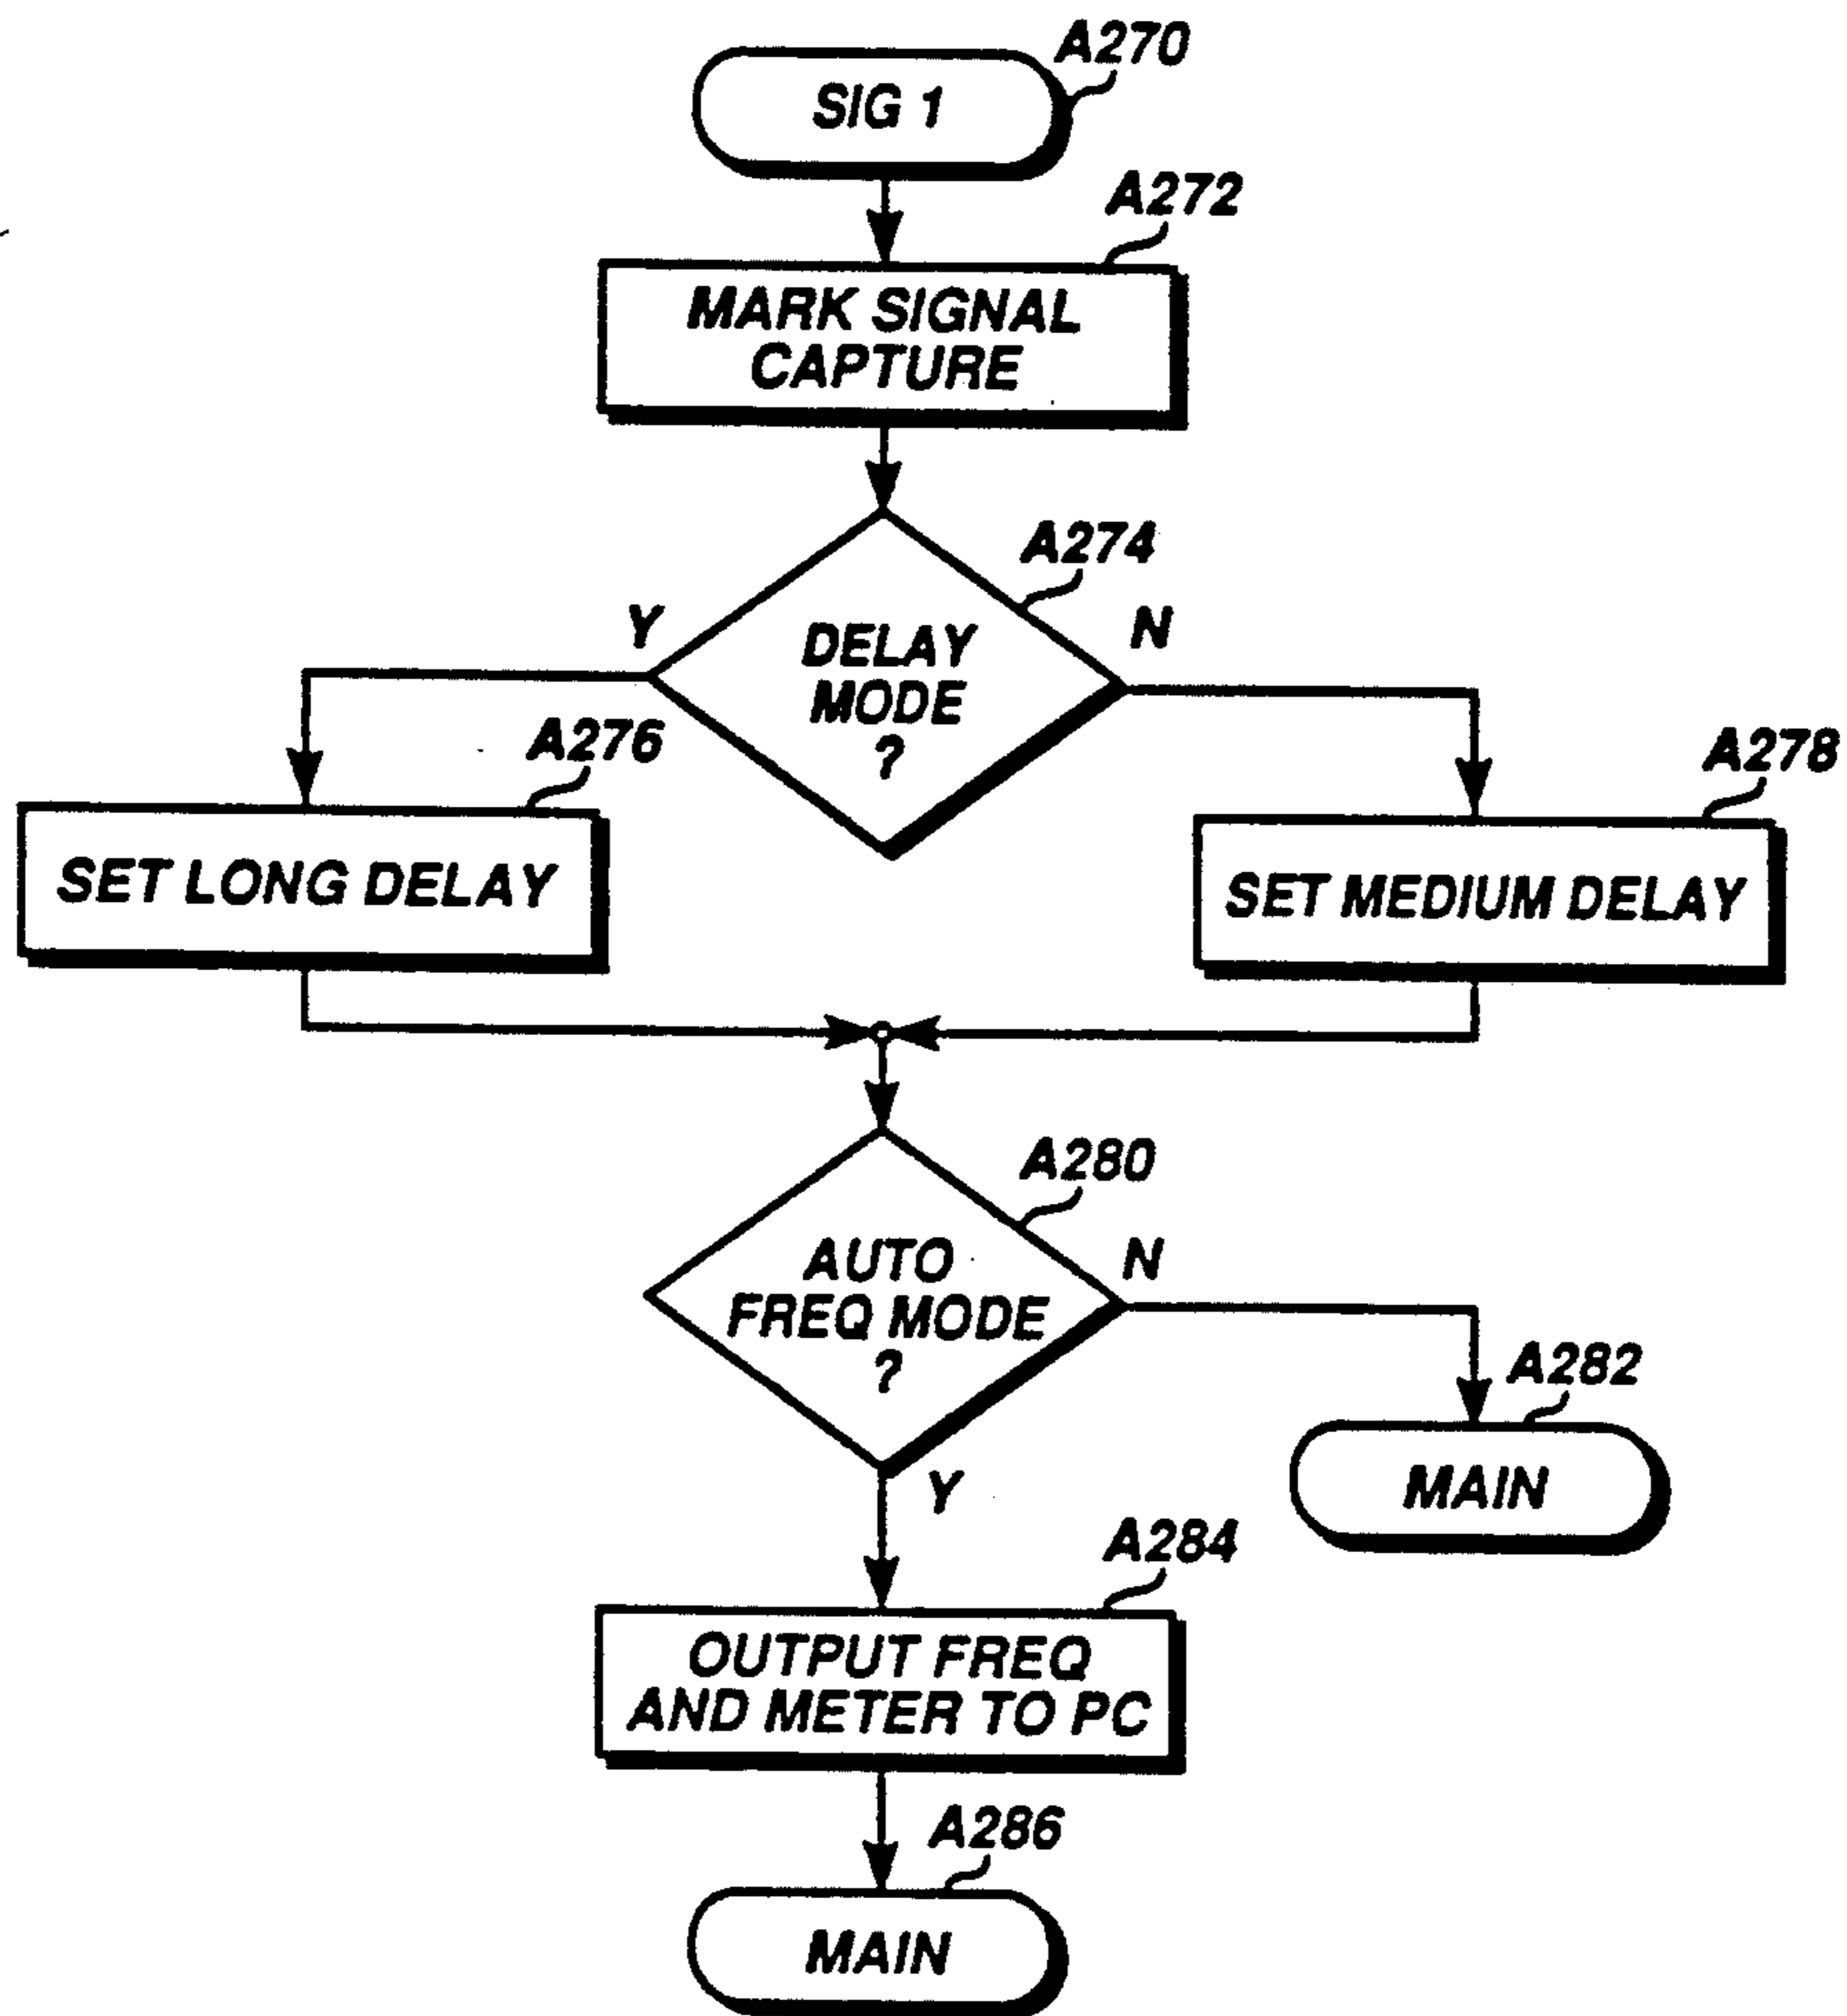 A270
SIG 1
A272
MARK SIGNAL
CAPTURE
A274
Y
N
DELAY
MODE
?
A276
A278
SET LONG DELAY
SET MEDIUM DELAY
A280
N
AUTO
FREQ MODE
?
A282
MAIN
Y
A284
OUTPUT FREQ
AND METER TO PC
A286
MAIN